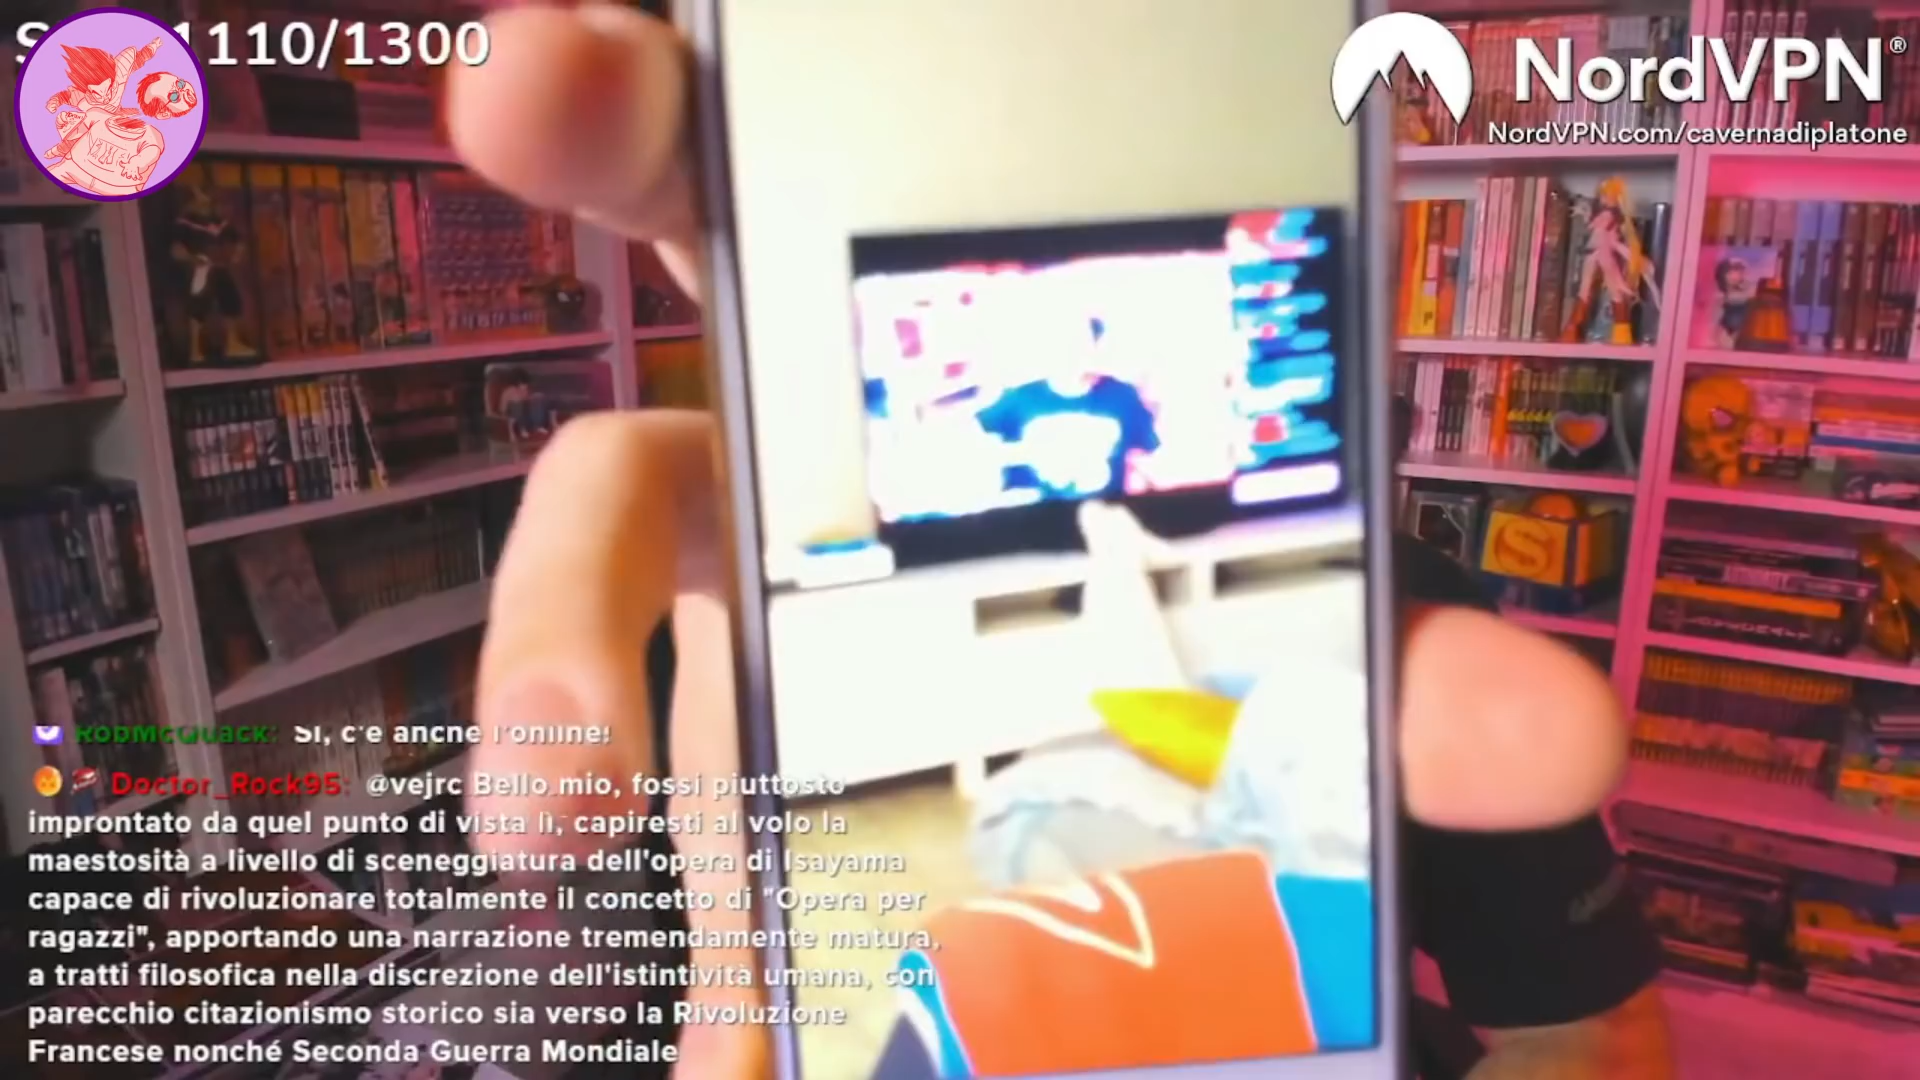 1110/1300
NordVPN®
NordVPN.com/cavernadiplatone
RobMcQuack: Sì, c'è anche l'online!
Doctor_Rock95: @vejrc Bello mio, fossi piuttosto
improntato da quel punto di vista lì, capiresti al volo la
maestosità a livello di sceneggiatura dell'opera di Isayama
capace di rivoluzionare totalmente il concetto di "Opera per
ragazzi", apportando una narrazione tremendamente matura,
a tratti filosofica nella discrezione dell'istintività umana, con
parecchio citazionismo storico sia verso la Rivoluzione
Francese nonché Seconda Guerra Mondiale